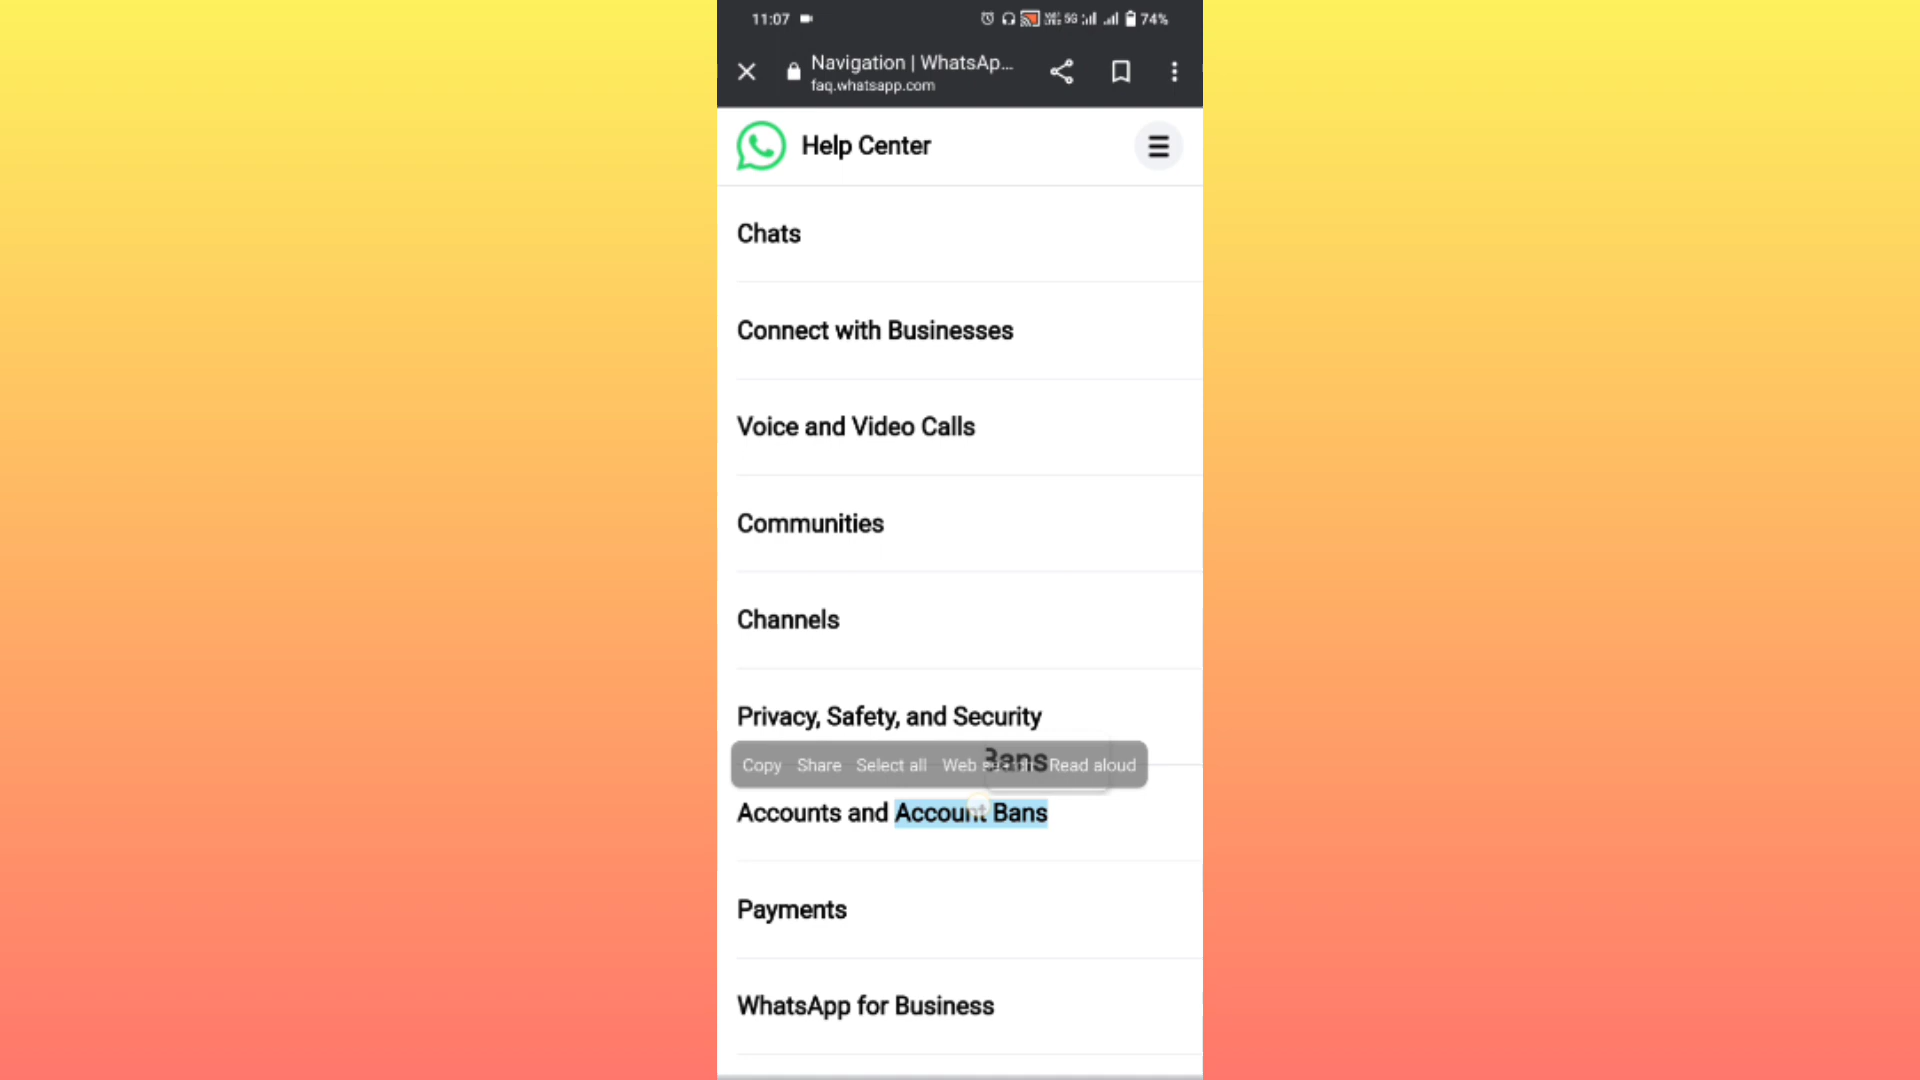 11:07
5G
74%
Navigation | WhatsAp...
faq.whatsapp.com
Help Center
Chats
Connect with Businesses
Voice and Video Calls
Communities
Channels
Privacy, Safety, and Security
Copy Share Select all Web Read aloud
Bans
Accounts and Account Bans
Payments
WhatsApp for Business